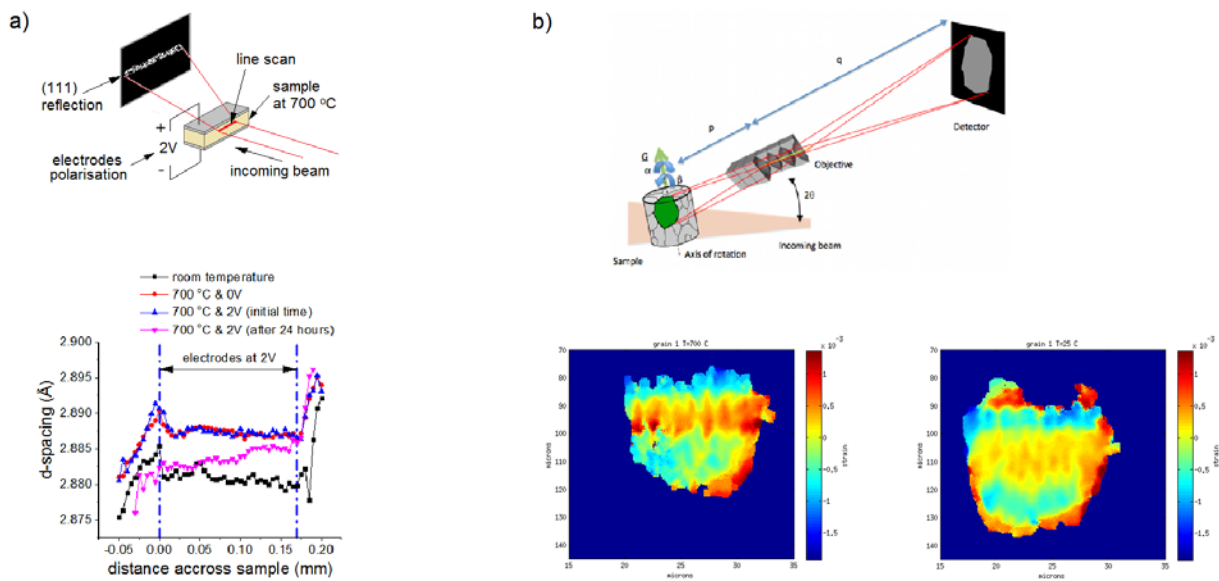 a)
line scan
(111)
reflection
sample
at 700 °C
+
2V
-
electrodes
polarisation
incoming beam
room temperature
700 °C & 0V
700 °C & 2V (initial time)
700 °C & 2V (after 24 hours)
2.900
2.895
2.890
2.885
2.880
2.875
d-spacing (Å)
electrodes at 2V
-0.05 0.00 0.05 0.10 0.15 0.20
distance accross sample (mm)
b)
q
p
Detector
G
α
β
Objective
2θ
Incoming beam
Axis of rotation
Sample
grain 1 T=700 C
x 10⁻³
70
80
90
100
110
120
130
140
microns
15 20 25 30 35
microns
1.5
1
0.5
0
-0.5
-1
-1.5
strain
grain 1 T=25 C
x 10⁻³
70
80
90
100
110
120
130
140
microns
15 20 25 30 35
microns
1.5
1
0.5
0
-0.5
-1
-1.5
strain